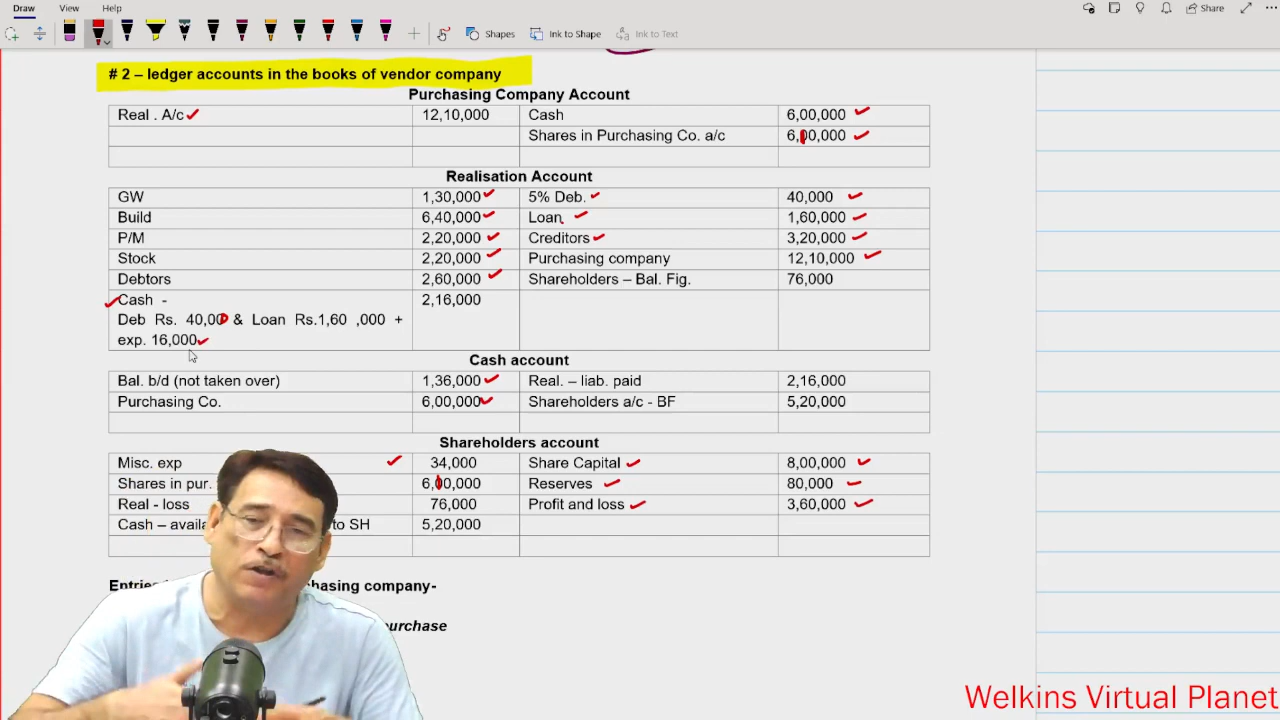 Draw View Help
Share
Shapes Ink to Shape Ink to Text
# 2 – ledger accounts in the books of vendor company
Purchasing Company Account
Real . A/c 12,10,000 Cash 6,00,000
Shares in Purchasing Co. a/c 6,10,000
Realisation Account
GW 1,30,000 5% Deb. 40,000
Build 6,40,000 Loan 1,60,000
P/M 2,20,000 Creditors 3,20,000
Stock 2,20,000 Purchasing company 12,10,000
Debtors 2,60,000 Shareholders – Bal. Fig. 76,000
Cash - 2,16,000
Deb Rs. 40,000 & Loan Rs.1,60 ,000 +
exp. 16,000
Cash account
Bal. b/d (not taken over) 1,36,000 Real. – liab. paid 2,16,000
Purchasing Co. 6,00,000 Shareholders a/c - BF 5,20,000
Shareholders account
Misc. exp 34,000 Share Capital 8,00,000
Shares in pur. 6,10,000 Reserves 80,000
Real - loss 76,000 Profit and loss 3,60,000
Cash – to SH 5,20,000
hasing company-
urchase
Welkins Virtual Planet